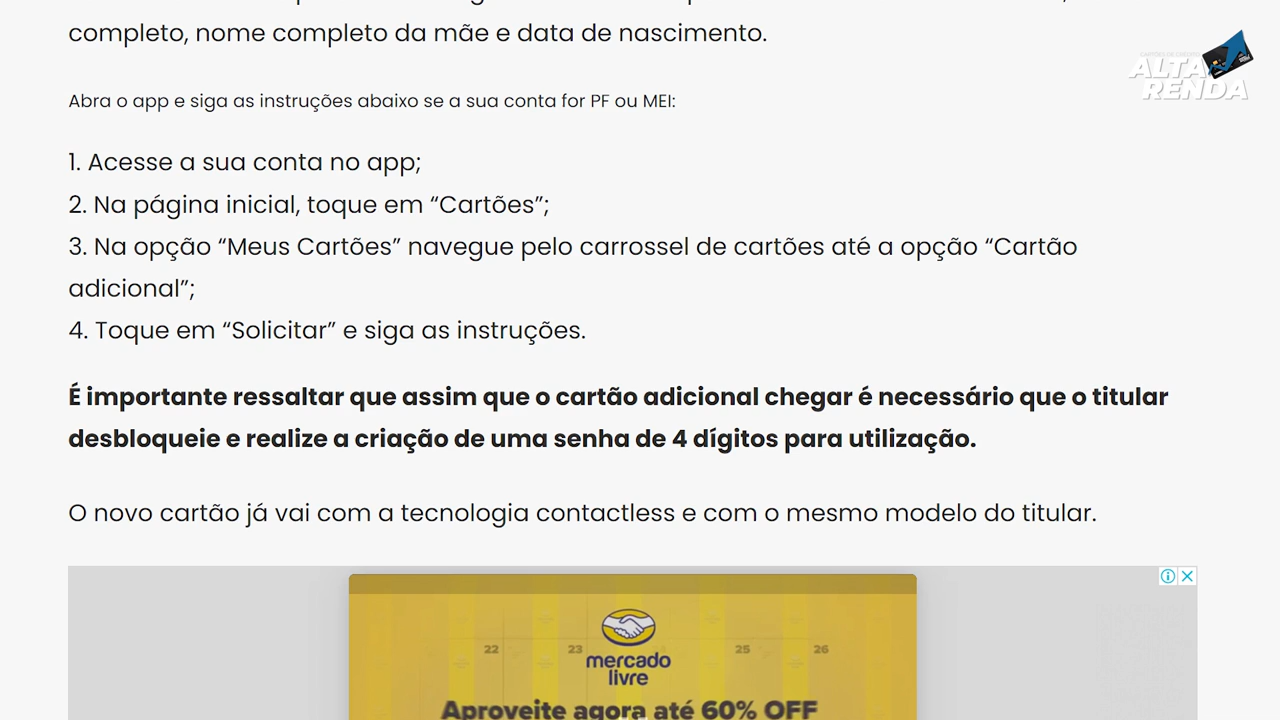 completo, nome completo da mãe e data de nascimento.
ALTA
RENDA
Abra o app e siga as instruções abaixo se a sua conta for PF ou MEI:
1. Acesse a sua conta no app;
2. Na página inicial, toque em “Cartões”;
3. Na opção “Meus Cartões” navegue pelo carrossel de cartões até a opção “Cartão
adicional”;
4. Toque em “Solicitar” e siga as instruções.
É importante ressaltar que assim que o cartão adicional chegar é necessário que o titular
desbloqueie e realize a criação de uma senha de 4 dígitos para utilização.
O novo cartão já vai com a tecnologia contactless e com o mesmo modelo do titular.
22 23 25 26
mercado
livre
Aproveite agora até 60% OFF